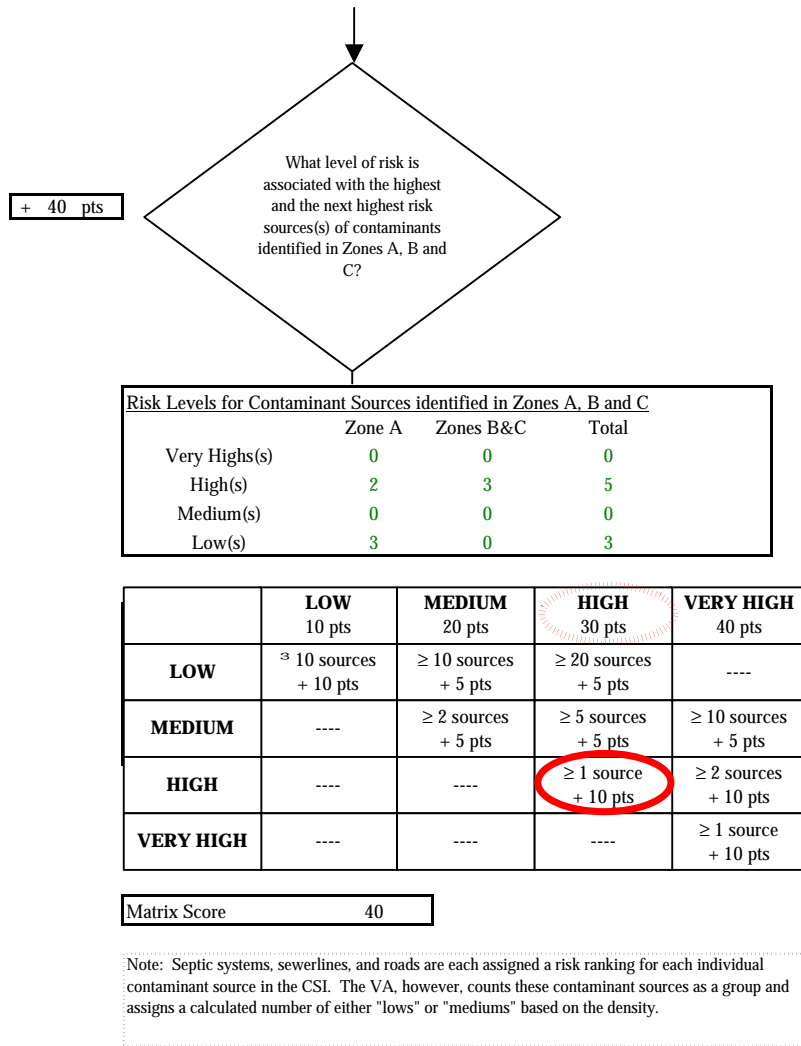 What level of risk is
associated with the highest
and the next highest risk
sources(s) of contaminants
identified in Zones A, B and
C?
+ 40 pts
Risk Levels for Contaminant Sources identified in Zones A, B and C
Zone A Zones B&C Total
Very Highs(s) 0 0 0
High(s) 2 3 5
Medium(s) 0 0 0
Low(s) 3 0 3
LOW MEDIUM HIGH VERY HIGH
10 pts 20 pts 30 pts 40 pts
LOW ³ 10 sources + 10 pts ≥ 10 sources + 5 pts ≥ 20 sources + 5 pts ----
MEDIUM ---- ≥ 2 sources + 5 pts ≥ 5 sources + 5 pts ≥ 10 sources + 5 pts
HIGH ---- ---- ≥ 1 source + 10 pts ≥ 2 sources + 10 pts
VERY HIGH ---- ---- ---- ≥ 1 source + 10 pts
Matrix Score 40
Note: Septic systems, sewerlines, and roads are each assigned a risk ranking for each individual
contaminant source in the CSI. The VA, however, counts these contaminant sources as a group and
assigns a calculated number of either "lows" or "mediums" based on the density.